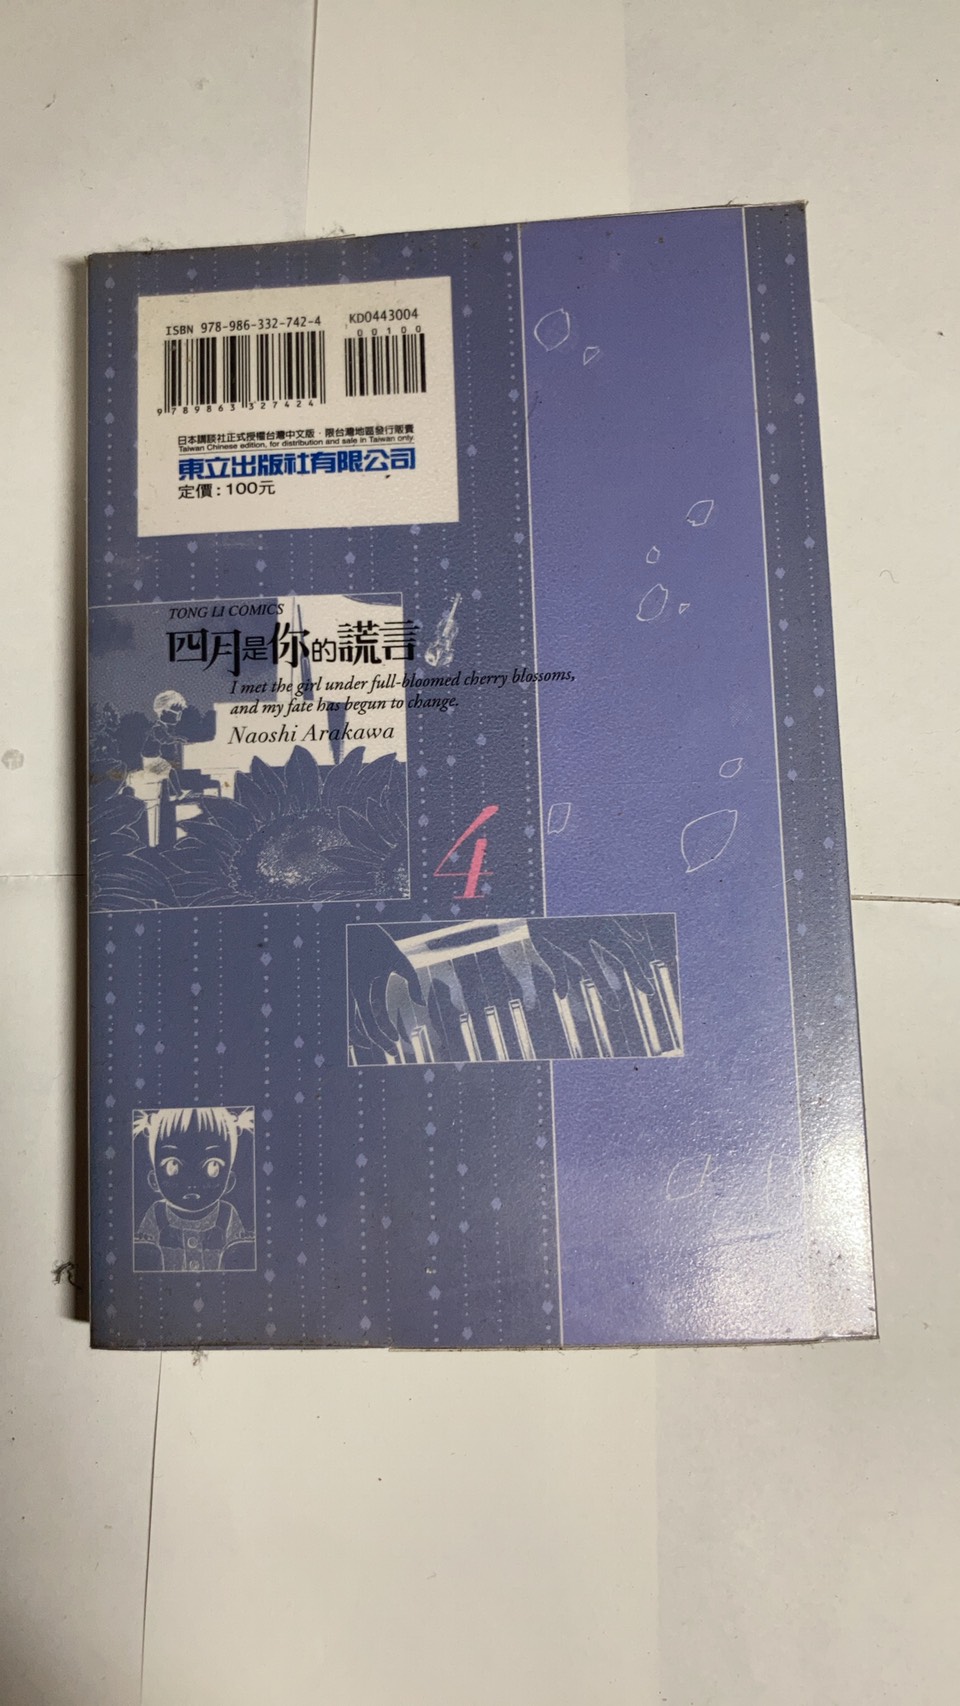 ISBN 978-986-332-742-4
KD0443004
00100
9 789863 327424
日本講談社正式授權台灣中文版・限台灣地區發行販賣
Taiwan Chinese edition, for distribution and sale in Taiwan only.
東立出版社有限公司
定價：100元
TONG LI COMICS
四月是你的謊言
I met the girl under full-bloomed cherry blossoms,
and my fate has begun to change.
Naoshi Arakawa
4